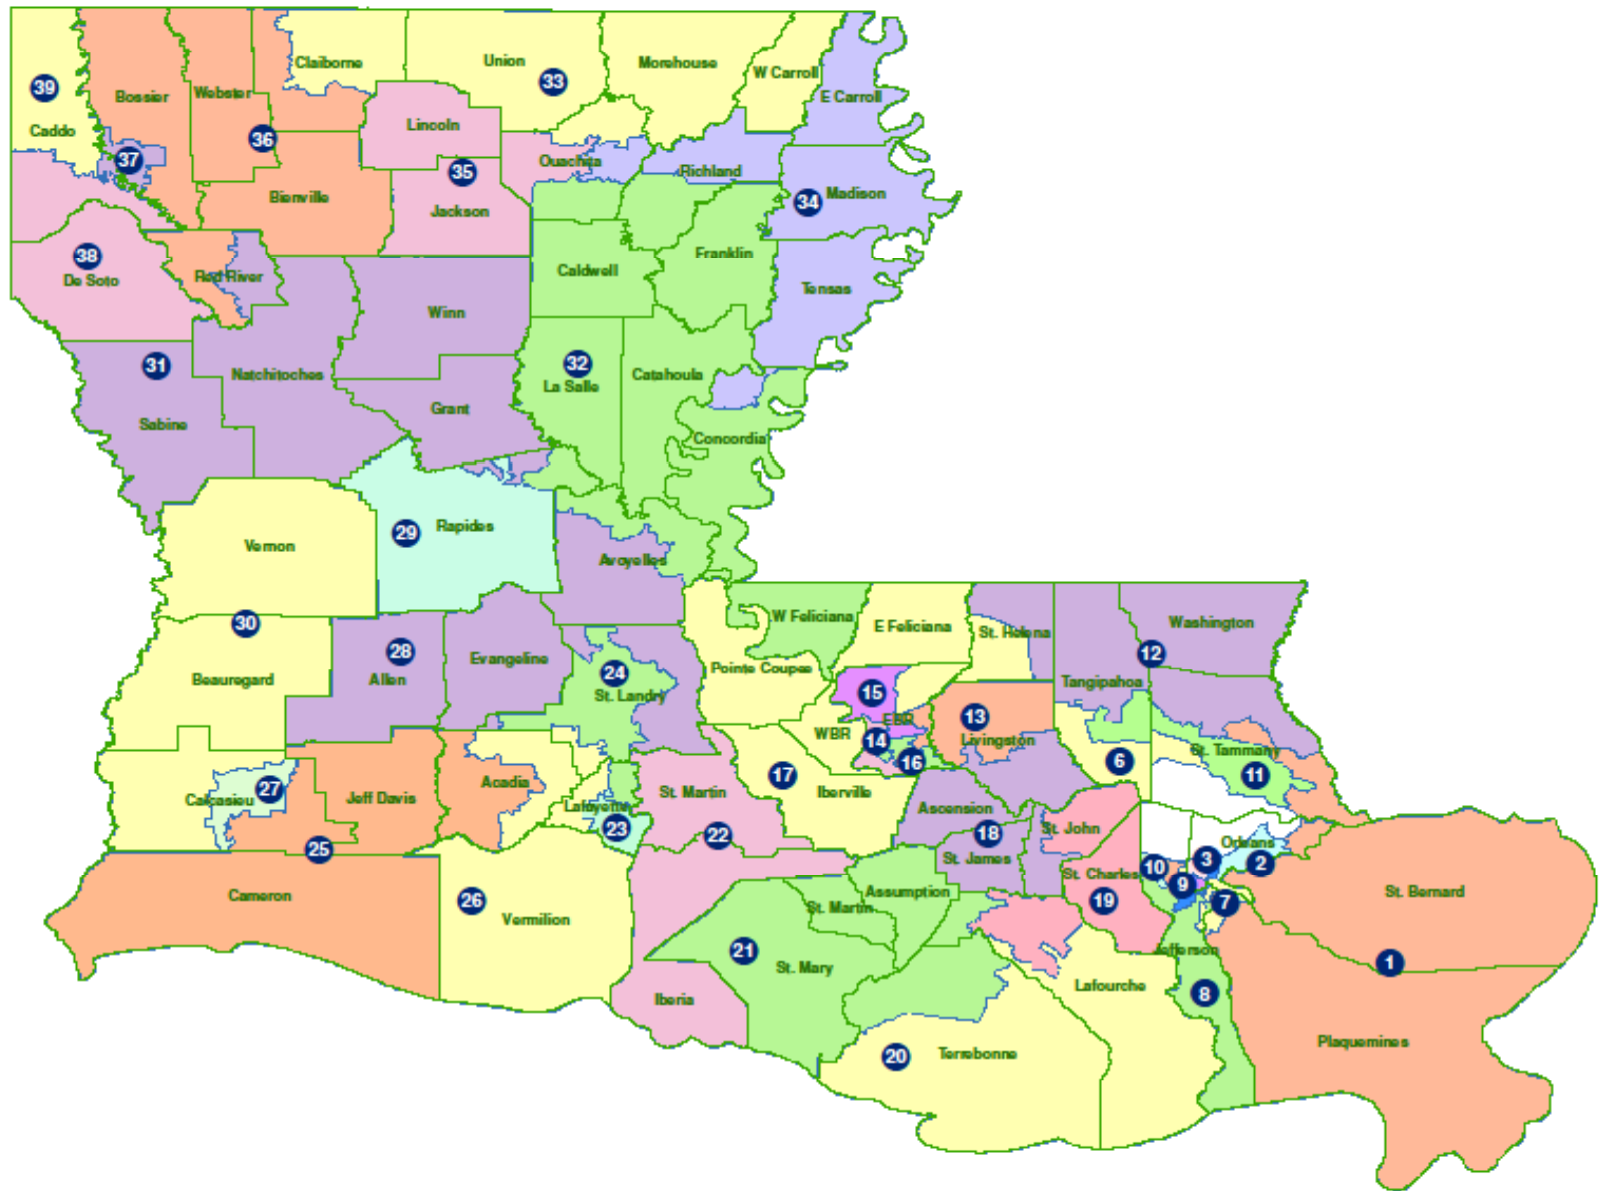 Claiborne
Union
33
Morehouse
W Carroll
39
Bossier
Webster
E Carroll
Caddo
Lincoln
36
37
Ouachita
Richland
35
34
Madison
Bienville
Jackson
38
De Soto
Red River
Caldwell
Franklin
Tensas
Winn
31
Natchitoches
32
La Salle
Catahoula
Sabine
Grant
Concordia
Vernon
29
Rapides
Avoyelles
30
Beauregard
28
Allen
Evangeline
24
St. Landry
Pointe Coupee
W Feliciana
E Feliciana
St. Helena
Washington
12
Tangipahoa
15
EBR
13
Livingston
WBR
14
16
6
St. Tammany
11
27
Calcasieu
Jeff Davis
Acadia
Lafayette
23
St. Martin
17
Iberville
Ascension
18
St. James
St. John
22
25
Orleans
3
2
10
9
St. Charles
19
7
Cameron
26
Vermilion
Assumption
St. Martin
St. Bernard
21
St. Mary
Jefferson
1
Iberia
Lafourche
8
20
Terrebonne
Plaquemines